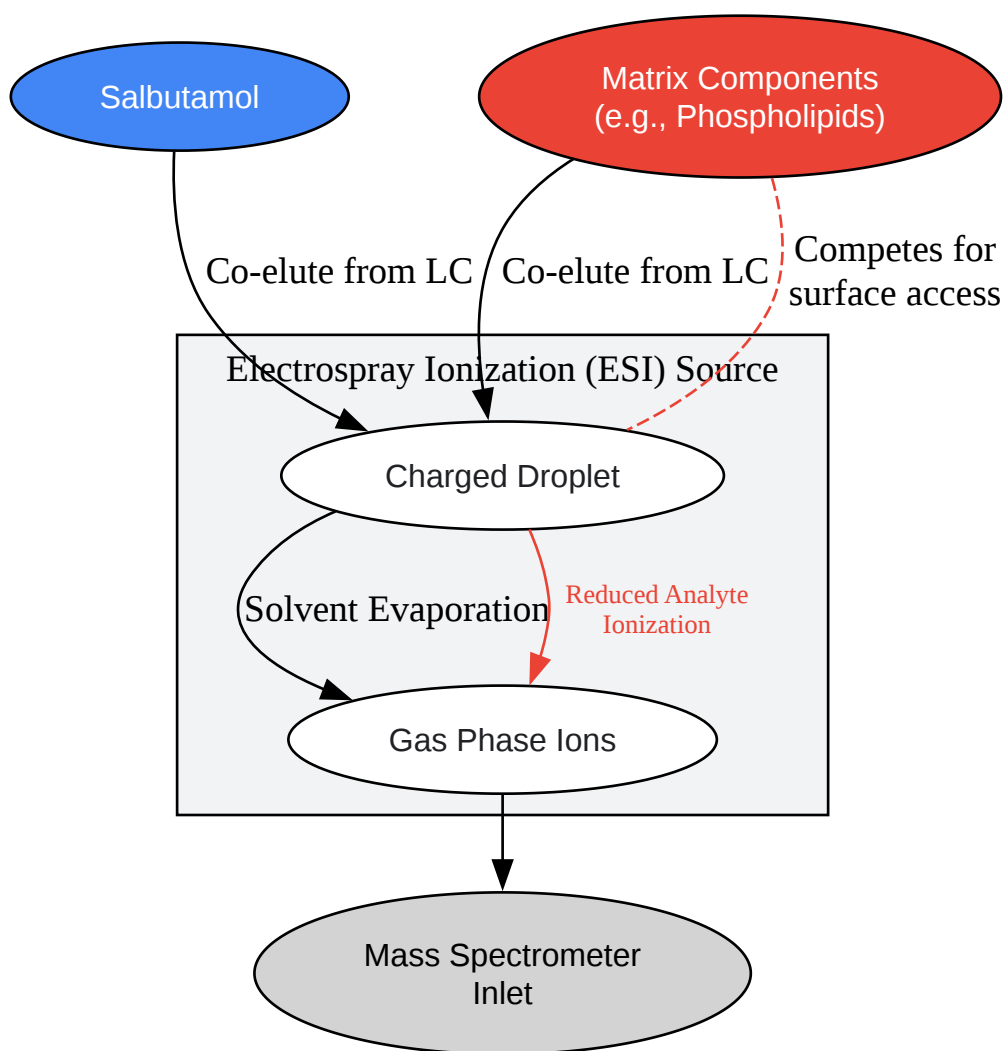 Salbutamol
Matrix Components
(e.g., Phospholipids)
Co-elute from LC
Co-elute from LC
Competes for
surface access
Electrospray Ionization (ESI) Source
Charged Droplet
Solvent Evaporation
Reduced Analyte
Ionization
Gas Phase Ions
Mass Spectrometer
Inlet